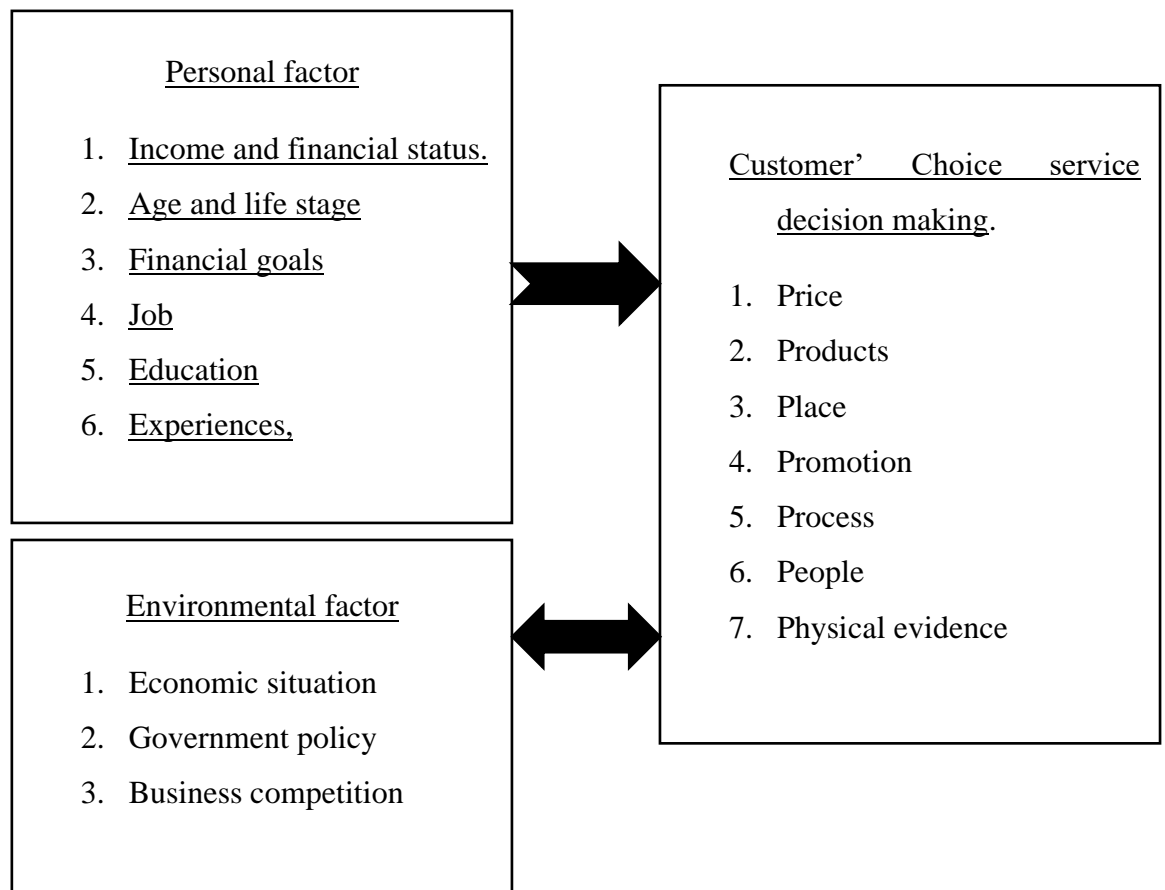 Personal factor
1. Income and financial status.
2. Age and life stage
3. Financial goals
4. Job
5. Education
6. Experiences,
Environmental factor
1. Economic situation
2. Government policy
3. Business competition
Customer’ Choice service
decision making.
1. Price
2. Products
3. Place
4. Promotion
5. Process
6. People
7. Physical evidence